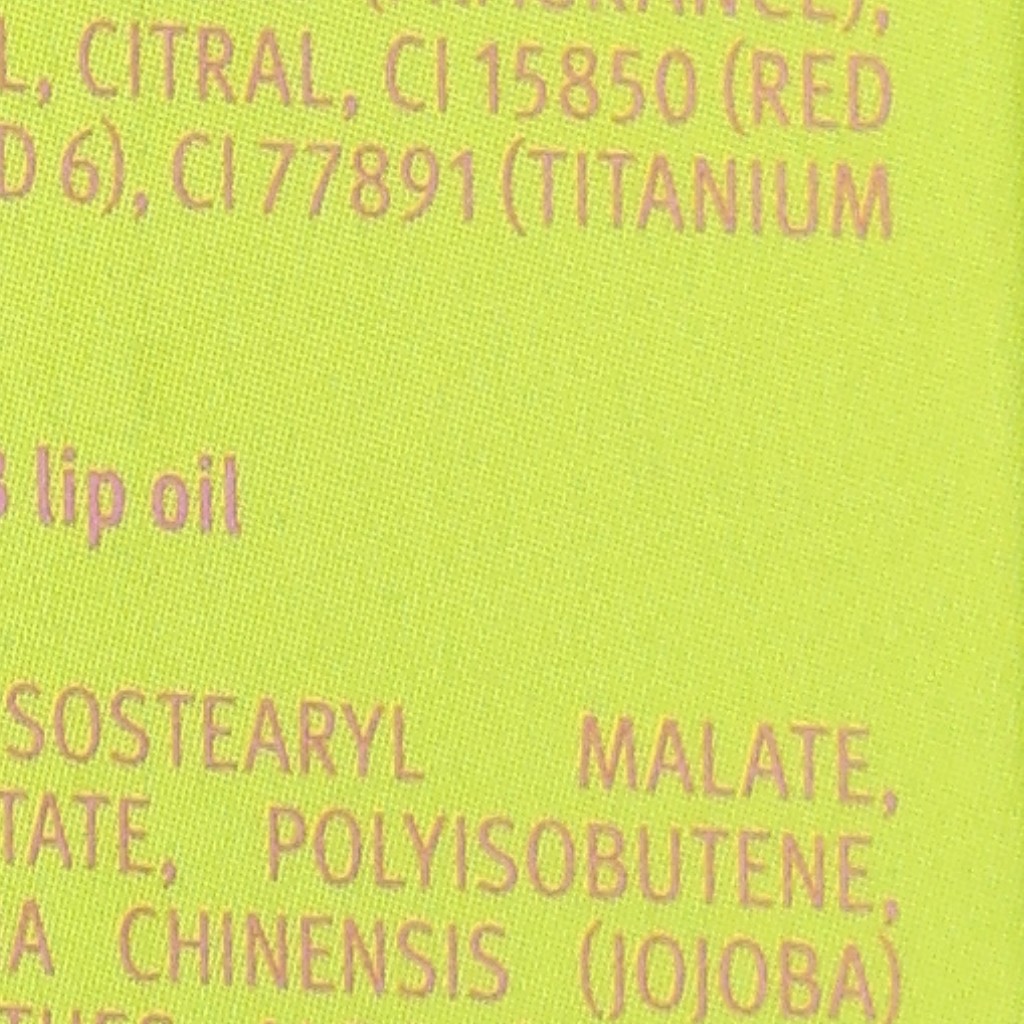 L, CITRAL, CI 15850 (RED
6), CI 77891 (TITANIUM
lip oil
SOSTEARYL MALATE,
TATE, POLYISOBUTENE,
A CHINENSIS (JOJOBA)